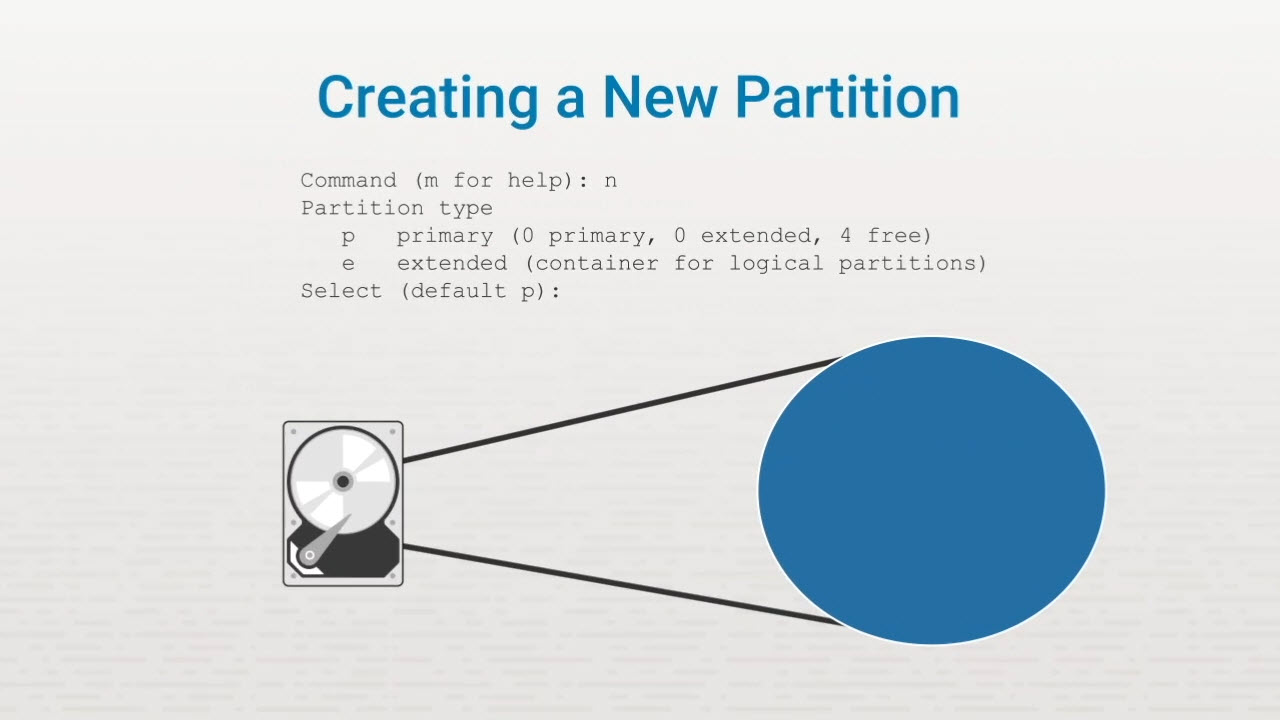 Creating a New Partition
Command (m for help): n
Partition type
   p   primary (0 primary, 0 extended, 4 free)
   e   extended (container for logical partitions)
Select (default p):